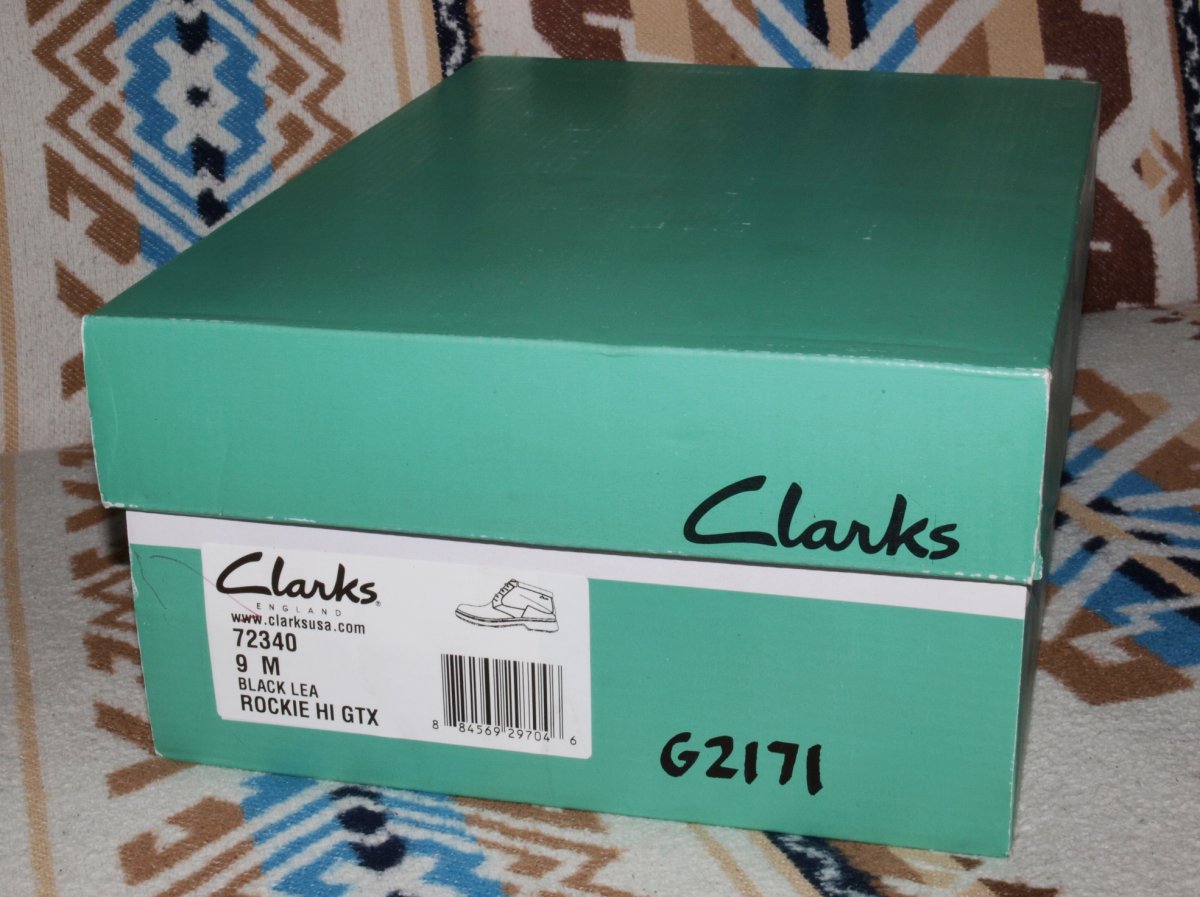 Clarks
Clarks®
ENGLAND
www.clarksusa.com
72340
9 M
BLACK LEA
ROCKIE HI GTX
8 84569 29704 6
G2171